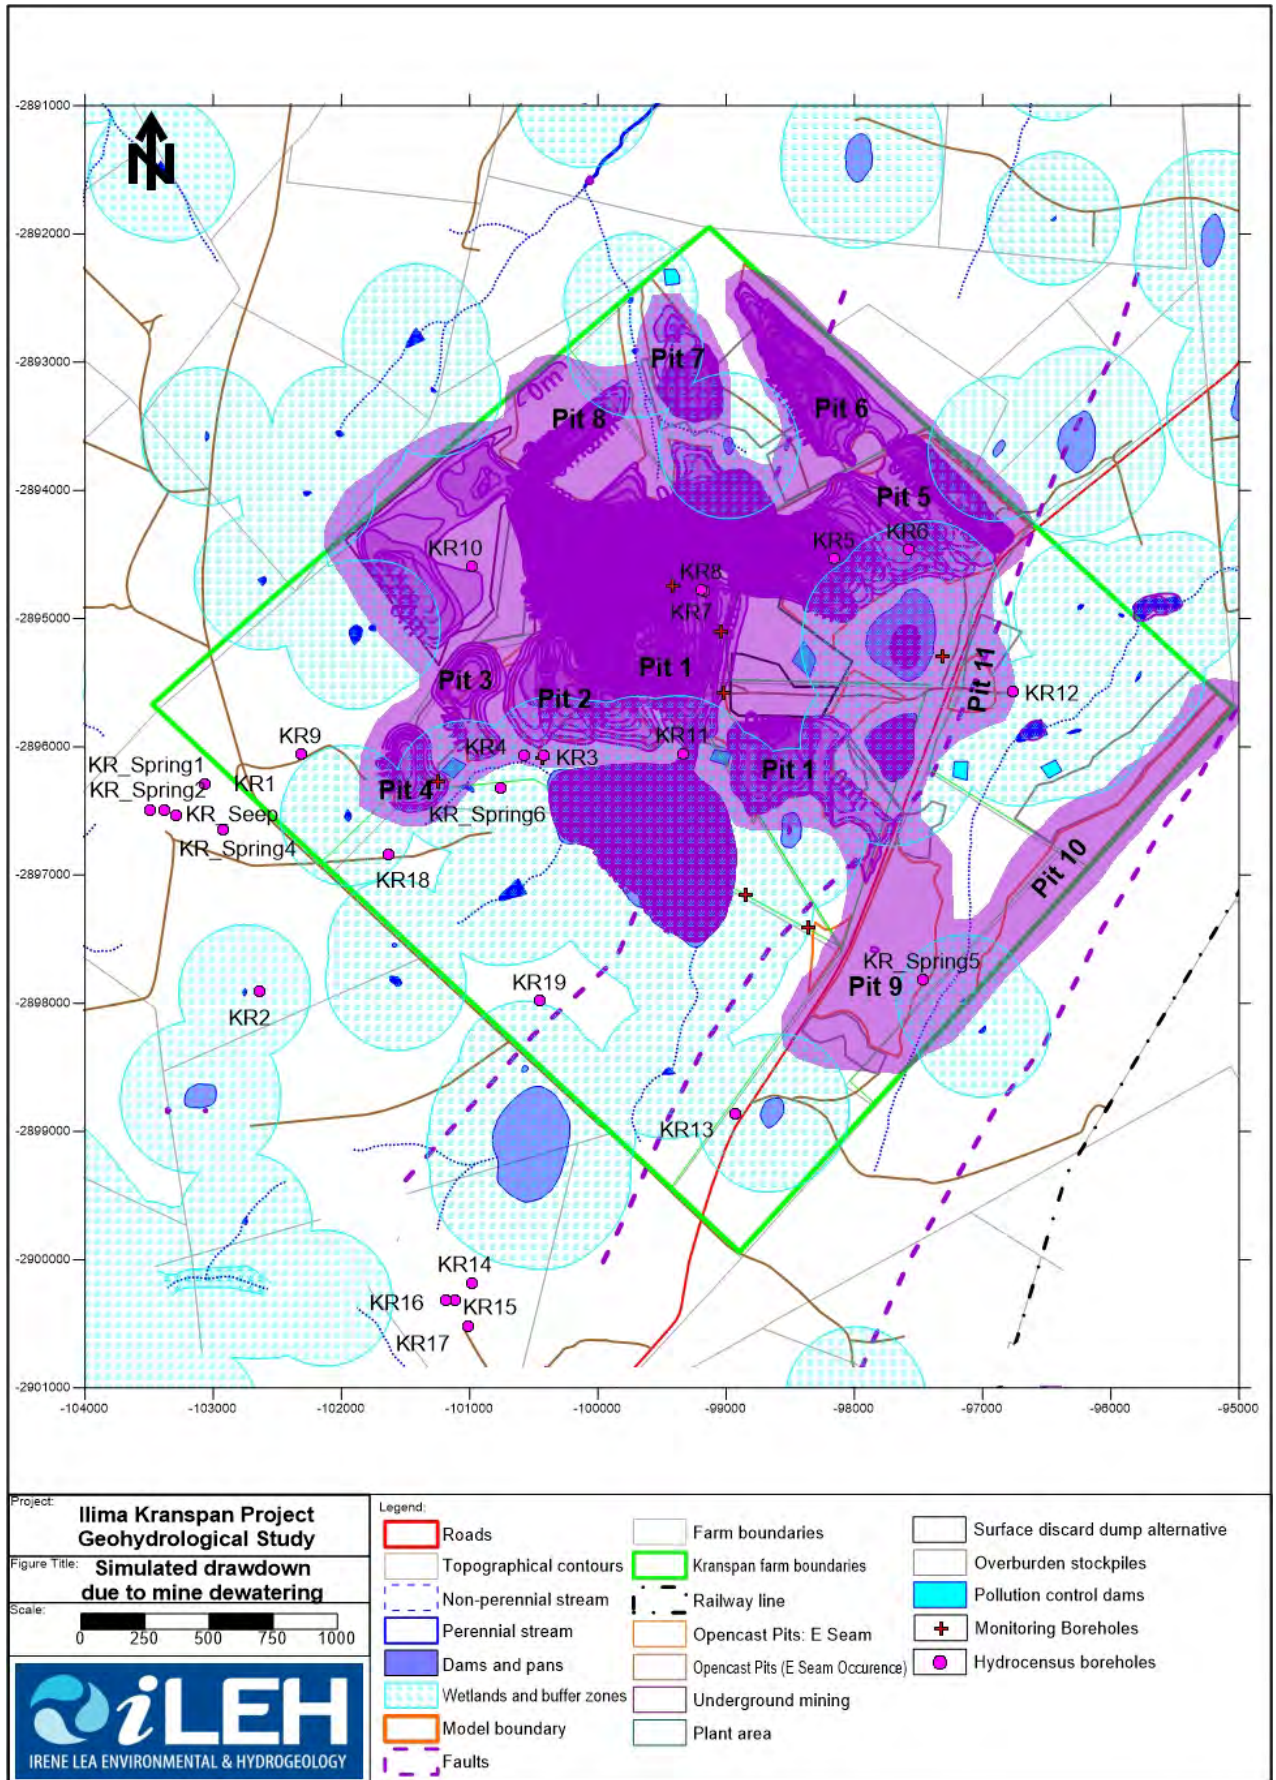 -2891000
N
-2892000
-2893000
Pit 7
20m
Pit 8
Pit 6
-2894000
Pit 5
KR10
KR5
KR6
KR8
KR7
-2895000
Pit 3
Pit 1
Pit 2
Pit 11
KR12
-2896000
KR9
KR4
KR3
KR11
Pit 1
KR_Spring1
KR1
KR_Spring2
Pit 4
KR_Seep
KR_Spring6
KR_Spring4
KR18
-2897000
Pit 10
KR_Spring5
Pit 9
KR19
-2898000
KR2
-2899000
KR13
-2900000
KR14
KR16
KR15
KR17
-2901000
-104000
-103000
-102000
-101000
-100000
-99000
-98000
-97000
-96000
-95000
Project:
Ilima Kranspan Project
Geohydrological Study
Figure Title:
Simulated drawdown
due to mine dewatering
Scale:
0 250 500 750 1000
iLEH
IRENE LEA ENVIRONMENTAL & HYDROGEOLOGY
Legend:
Roads
Topographical contours
Non-perennial stream
Perennial stream
Dams and pans
Wetlands and buffer zones
Model boundary
Faults
Farm boundaries
Kranspan farm boundaries
Railway line
Opencast Pits: E Seam
Opencast Pits (E Seam Occurence)
Underground mining
Plant area
Surface discard dump alternative
Overburden stockpiles
Pollution control dams
Monitoring Boreholes
Hydrocensus boreholes